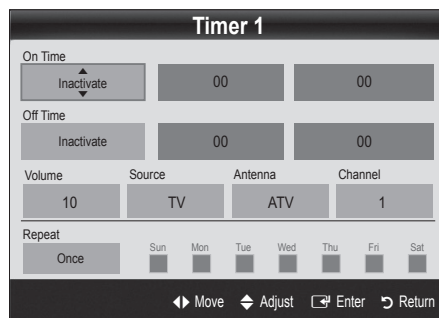 Timer 1
On Time
Inactivate 00 00
Off Time
Inactivate 00 00
Volume Source Antenna Channel
10 TV ATV 1
Repeat
Once Sun Mon Tue Wed Thu Fri Sat
Move Adjust Enter Return